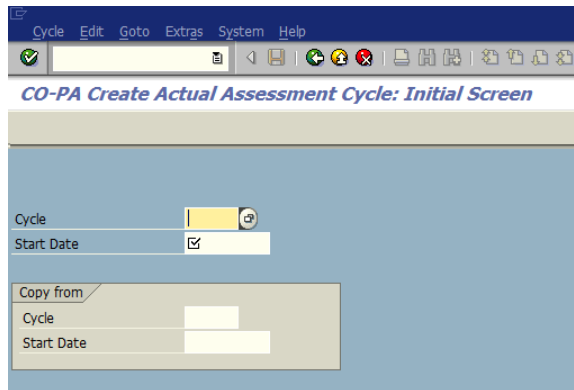 Cycle Edit Goto Extras System Help
CO-PA Create Actual Assessment Cycle: Initial Screen
Cycle
Start Date
Copy from
Cycle
Start Date